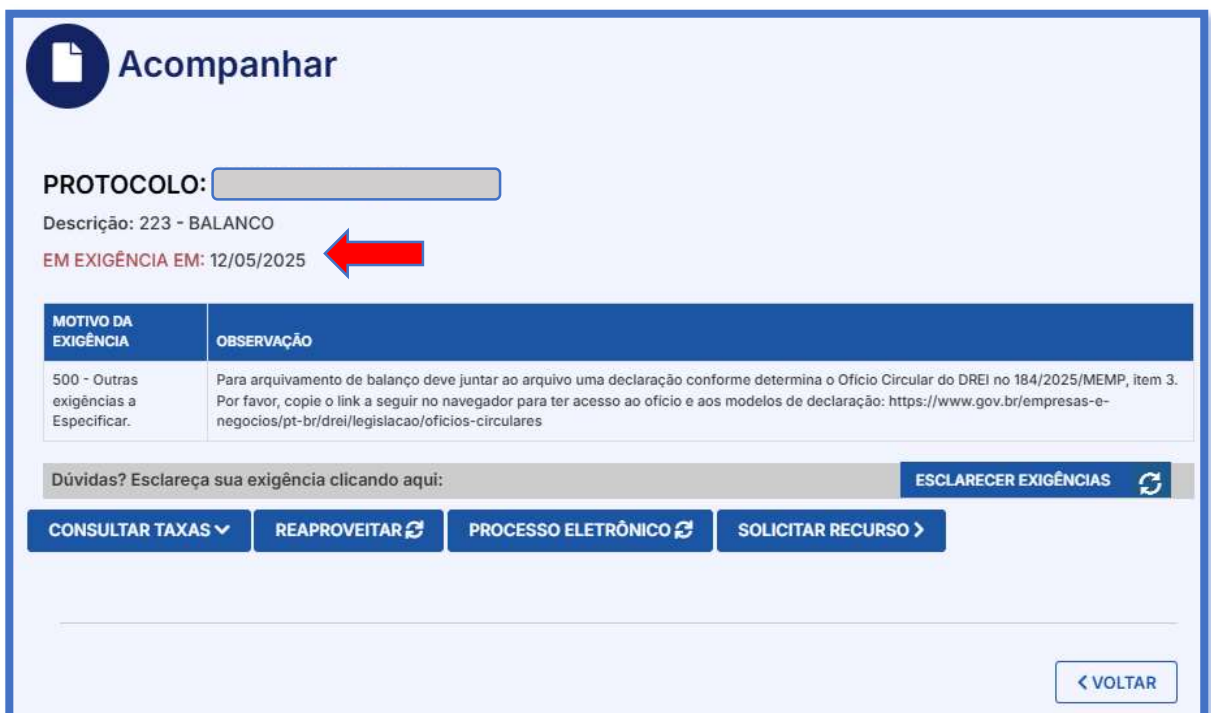 Acompanhar
PROTOCOLO:
Descrição: 223 - BALANCO
EM EXIGÊNCIA EM: 12/05/2025
MOTIVO DA
EXIGÊNCIA
OBSERVAÇÃO
500 - Outras
exigências a
Especificar.
Para arquivamento de balanço deve juntar ao arquivo uma declaração conforme determina o Ofício Circular do DREI no 184/2025/MEMP, item 3.
Por favor, copie o link a seguir no navegador para ter acesso ao ofício e aos modelos de declaração: https://www.gov.br/empresas-e-
negocios/pt-br/drei/legislacao/oficios-circulares
Dúvidas? Esclareça sua exigência clicando aqui:
ESCLARECER EXIGÊNCIAS
CONSULTAR TAXAS
REAPROVEITAR
PROCESSO ELETRÔNICO
SOLICITAR RECURSO
VOLTAR